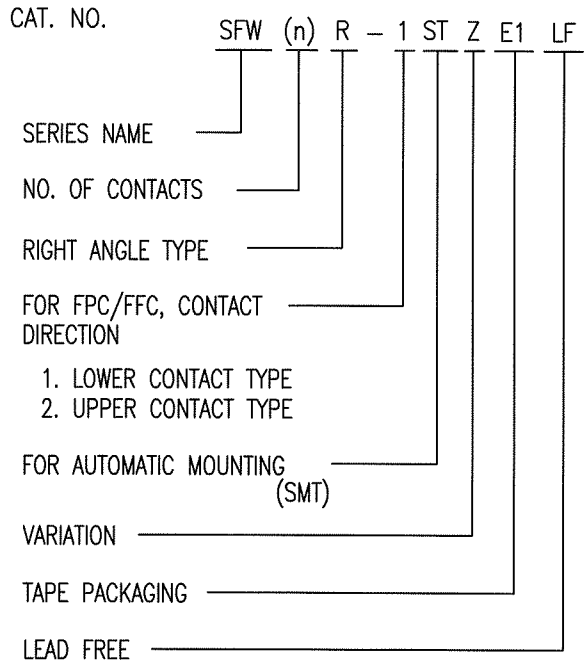 CAT. NO.
SFW (n) R - 1 ST Z E1 LF
SERIES NAME
NO. OF CONTACTS
RIGHT ANGLE TYPE
FOR FPC/FFC, CONTACT
DIRECTION
1. LOWER CONTACT TYPE
2. UPPER CONTACT TYPE
FOR AUTOMATIC MOUNTING
(SMT)
VARIATION
TAPE PACKAGING
LEAD FREE